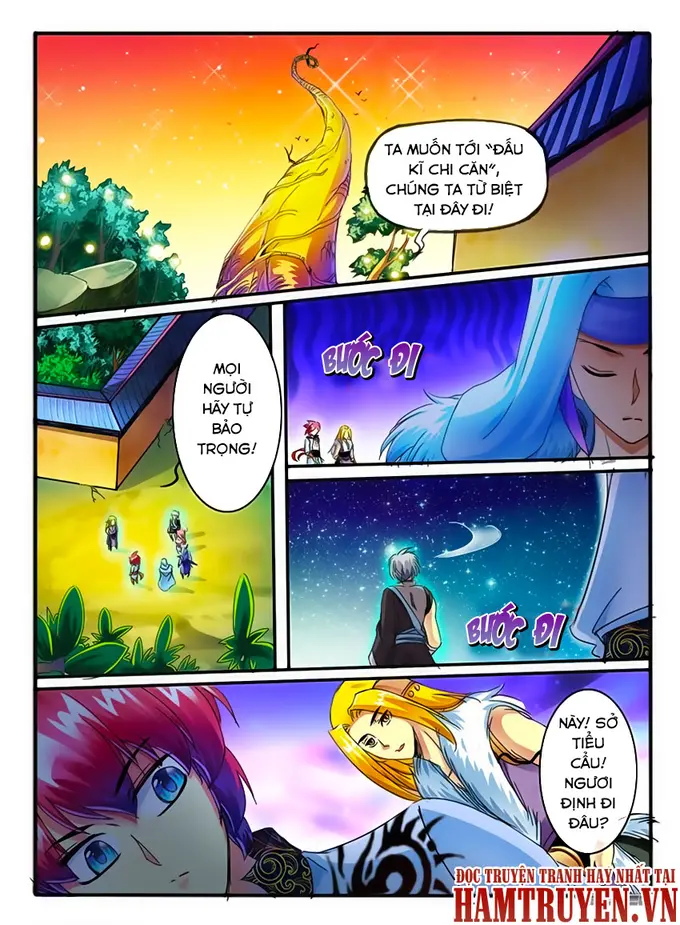 TA MUỐN TỚI "ĐẤU
KĨ CHI CĂN",
CHÚNG TA TỪ BIỆT
TẠI ĐÂY ĐI!
MỌI
NGƯỜI
HÃY TỰ
BẢO
TRỌNG!
BƯỚC ĐI
BƯỚC ĐI
NÀY! SỞ
TIỂU
CẨU!
NGƯƠI
ĐỊNH ĐI
ĐÂU?
ĐỌC TRUYỆN TRANH HAY NHẤT TẠI
HAMTRUYEN.VN